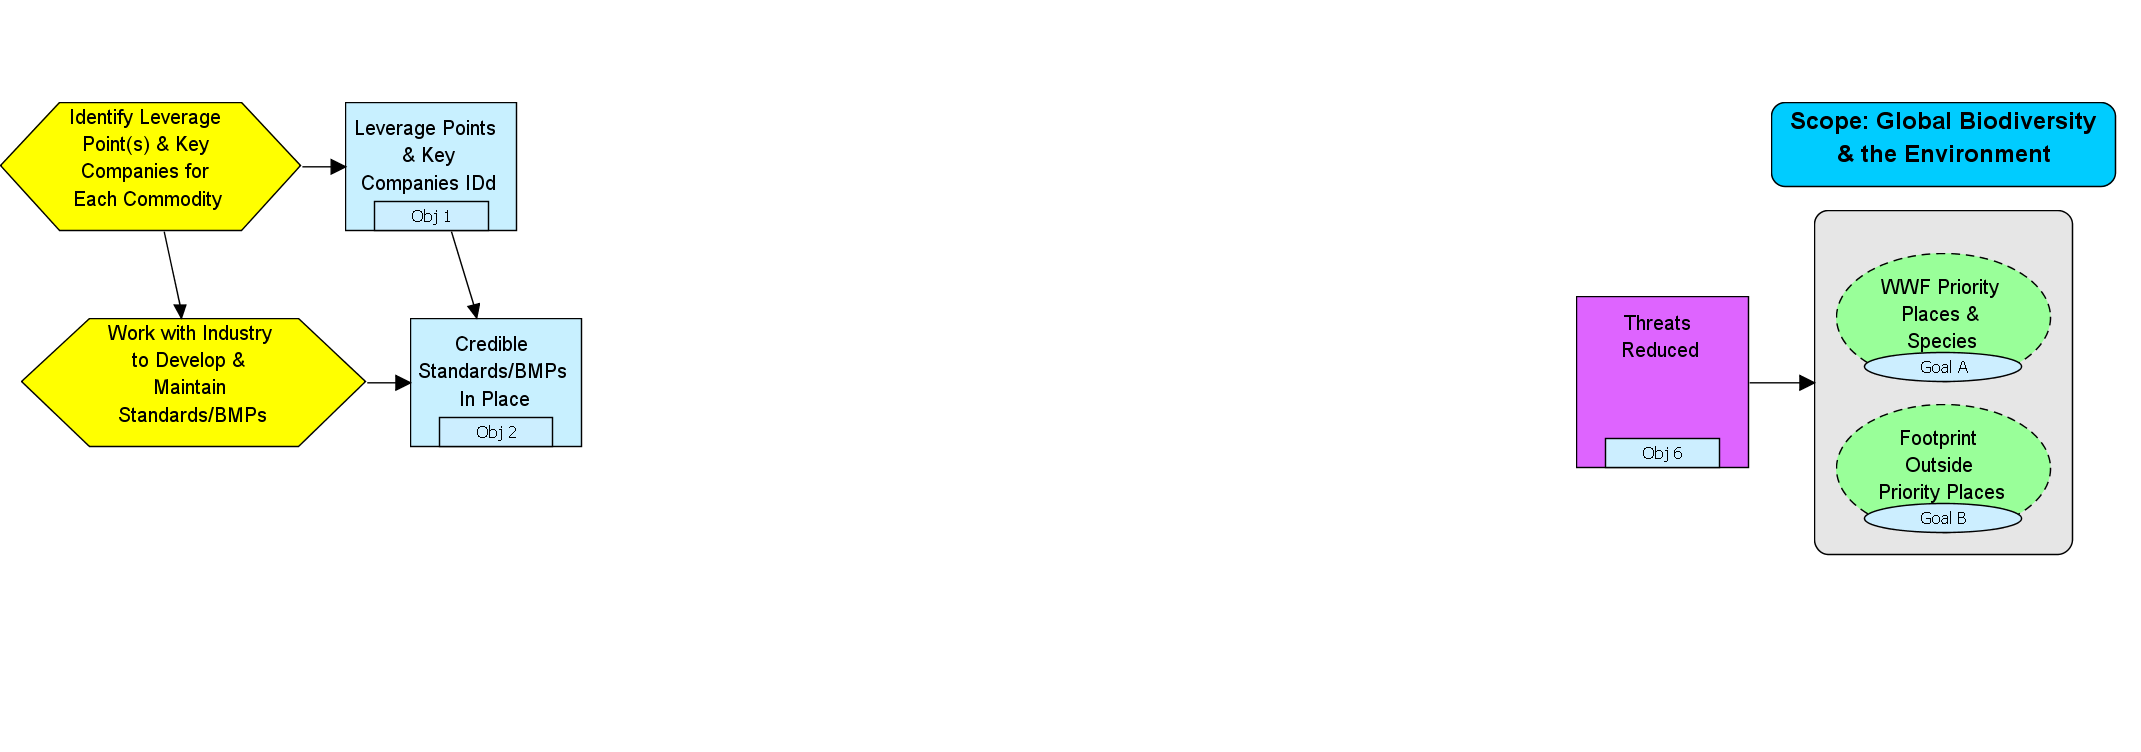 Identify Leverage
Point(s) & Key
Companies for
Each Commodity
Leverage Points
& Key
Companies IDd
Obj 1
Scope: Global Biodiversity
& the Environment
Work with Industry
to Develop &
Maintain
Standards/BMPs
Credible
Standards/BMPs
In Place
Obj 2
Threats
Reduced
Obj 6
WWF Priority
Places &
Species
Goal A
Footprint
Outside
Priority Places
Goal B